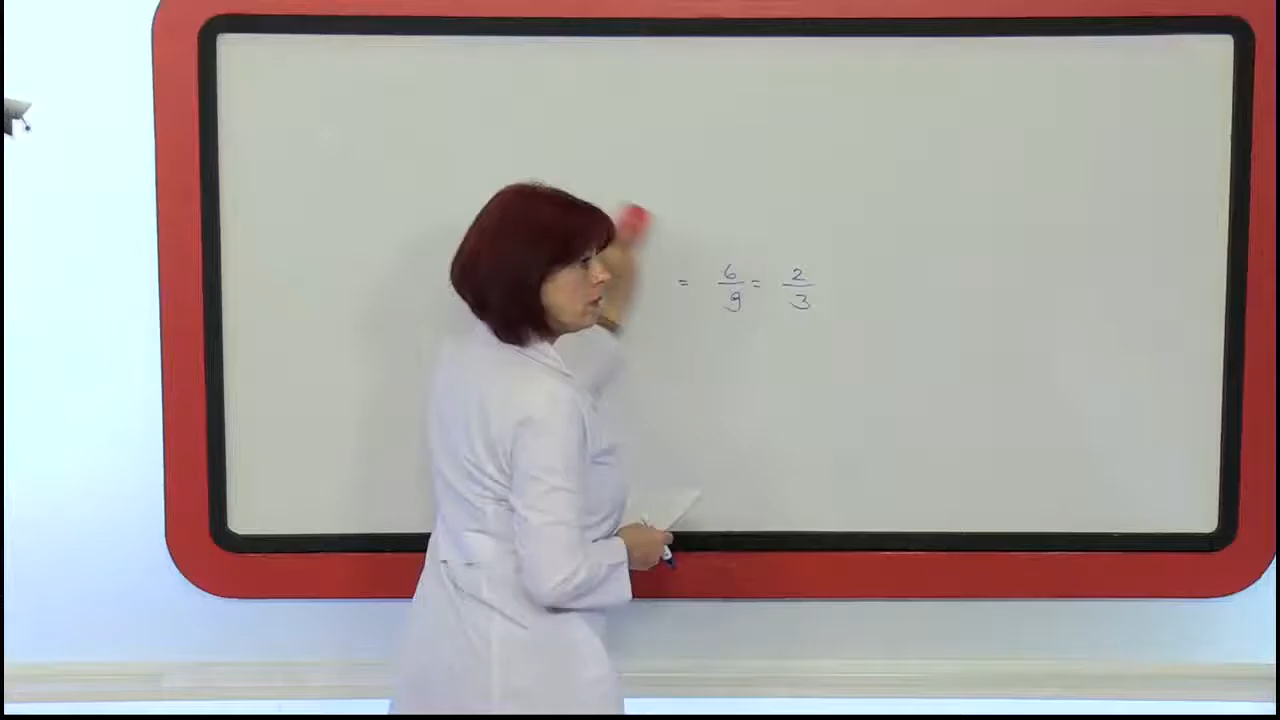 = 6/9 = 2/3